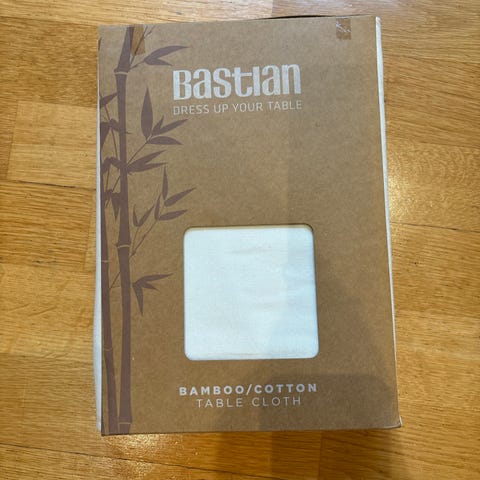 Bastian
DRESS UP YOUR TABLE
BAMBOO/COTTON
TABLE CLOTH